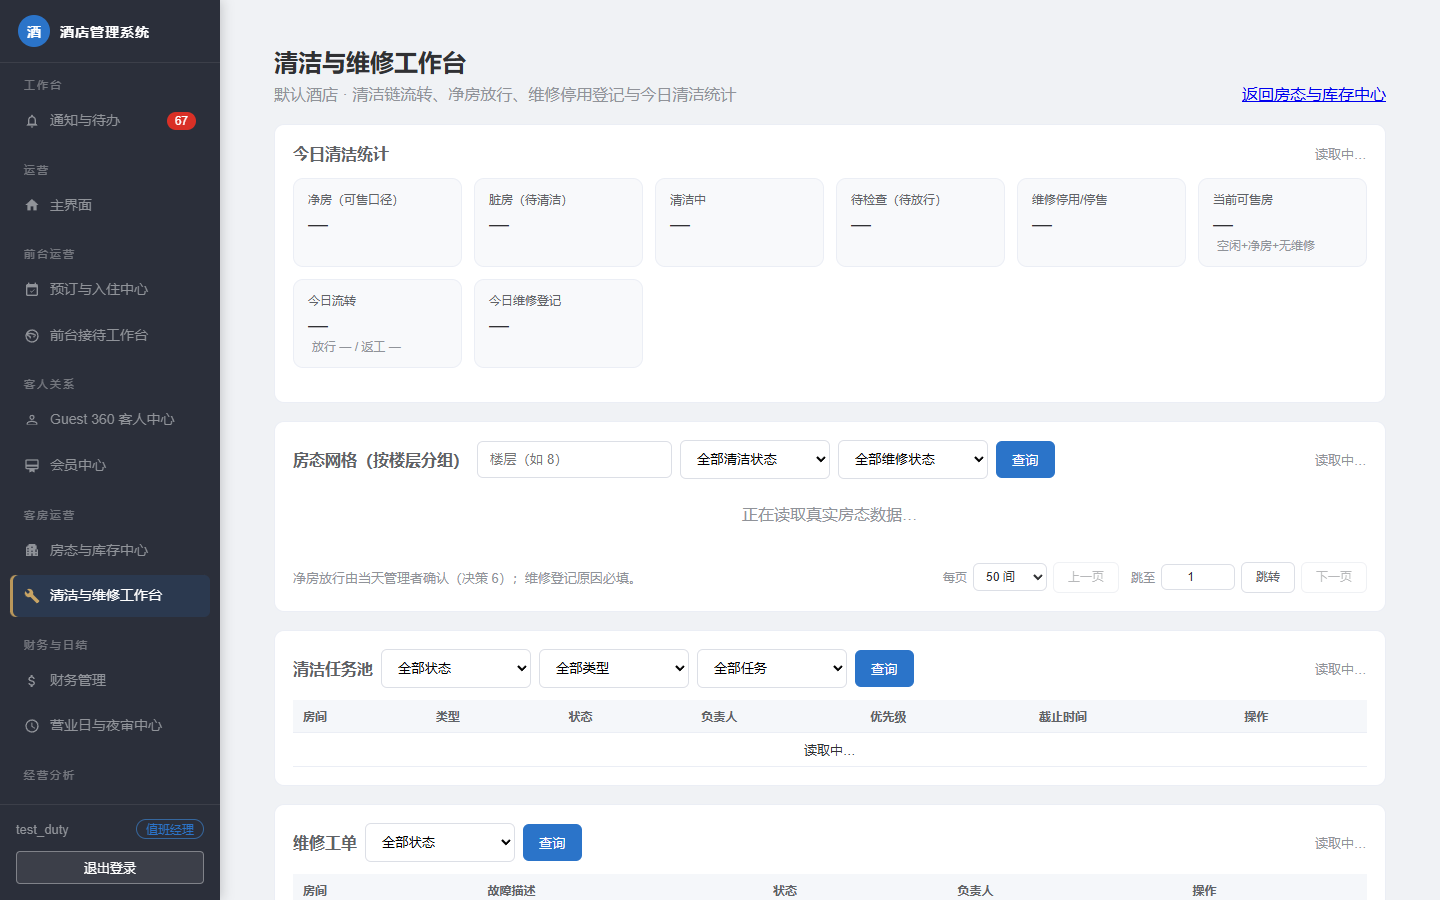 酒 酒店管理系统
工作台
通知与待办 67
运营
主界面
前台运营
预订与入住中心
前台接待工作台
客人关系
Guest 360 客人中心
会员中心
客房运营
房态与库存中心
清洁与维修工作台
财务与日结
财务管理
营业日与夜审中心
经营分析
test_duty 值班经理
退出登录
清洁与维修工作台
默认酒店 · 清洁链流转、净房放行、维修停用登记与今日清洁统计
返回房态与库存中心
今日清洁统计 读取中…
净房（可售口径）
—
脏房（待清洁）
—
清洁中
—
待检查（待放行）
—
维修停用/停售
—
当前可售房
—
空闲+净房+无维修
今日流转
—
放行 — / 返工 —
今日维修登记
—
房态网格（按楼层分组） 楼层（如 8） 全部清洁状态 全部维修状态 查询 读取中…
正在读取真实房态数据…
净房放行由当天管理者确认（决策 6）；维修登记原因必填。 每页 50 间 上一页 跳至 1 跳转 下一页
清洁任务池 全部状态 全部类型 全部任务 查询 读取中…
房间 类型 状态 负责人 优先级 截止时间 操作
读取中…
维修工单 全部状态 查询 读取中…
房间 故障描述 状态 负责人 操作